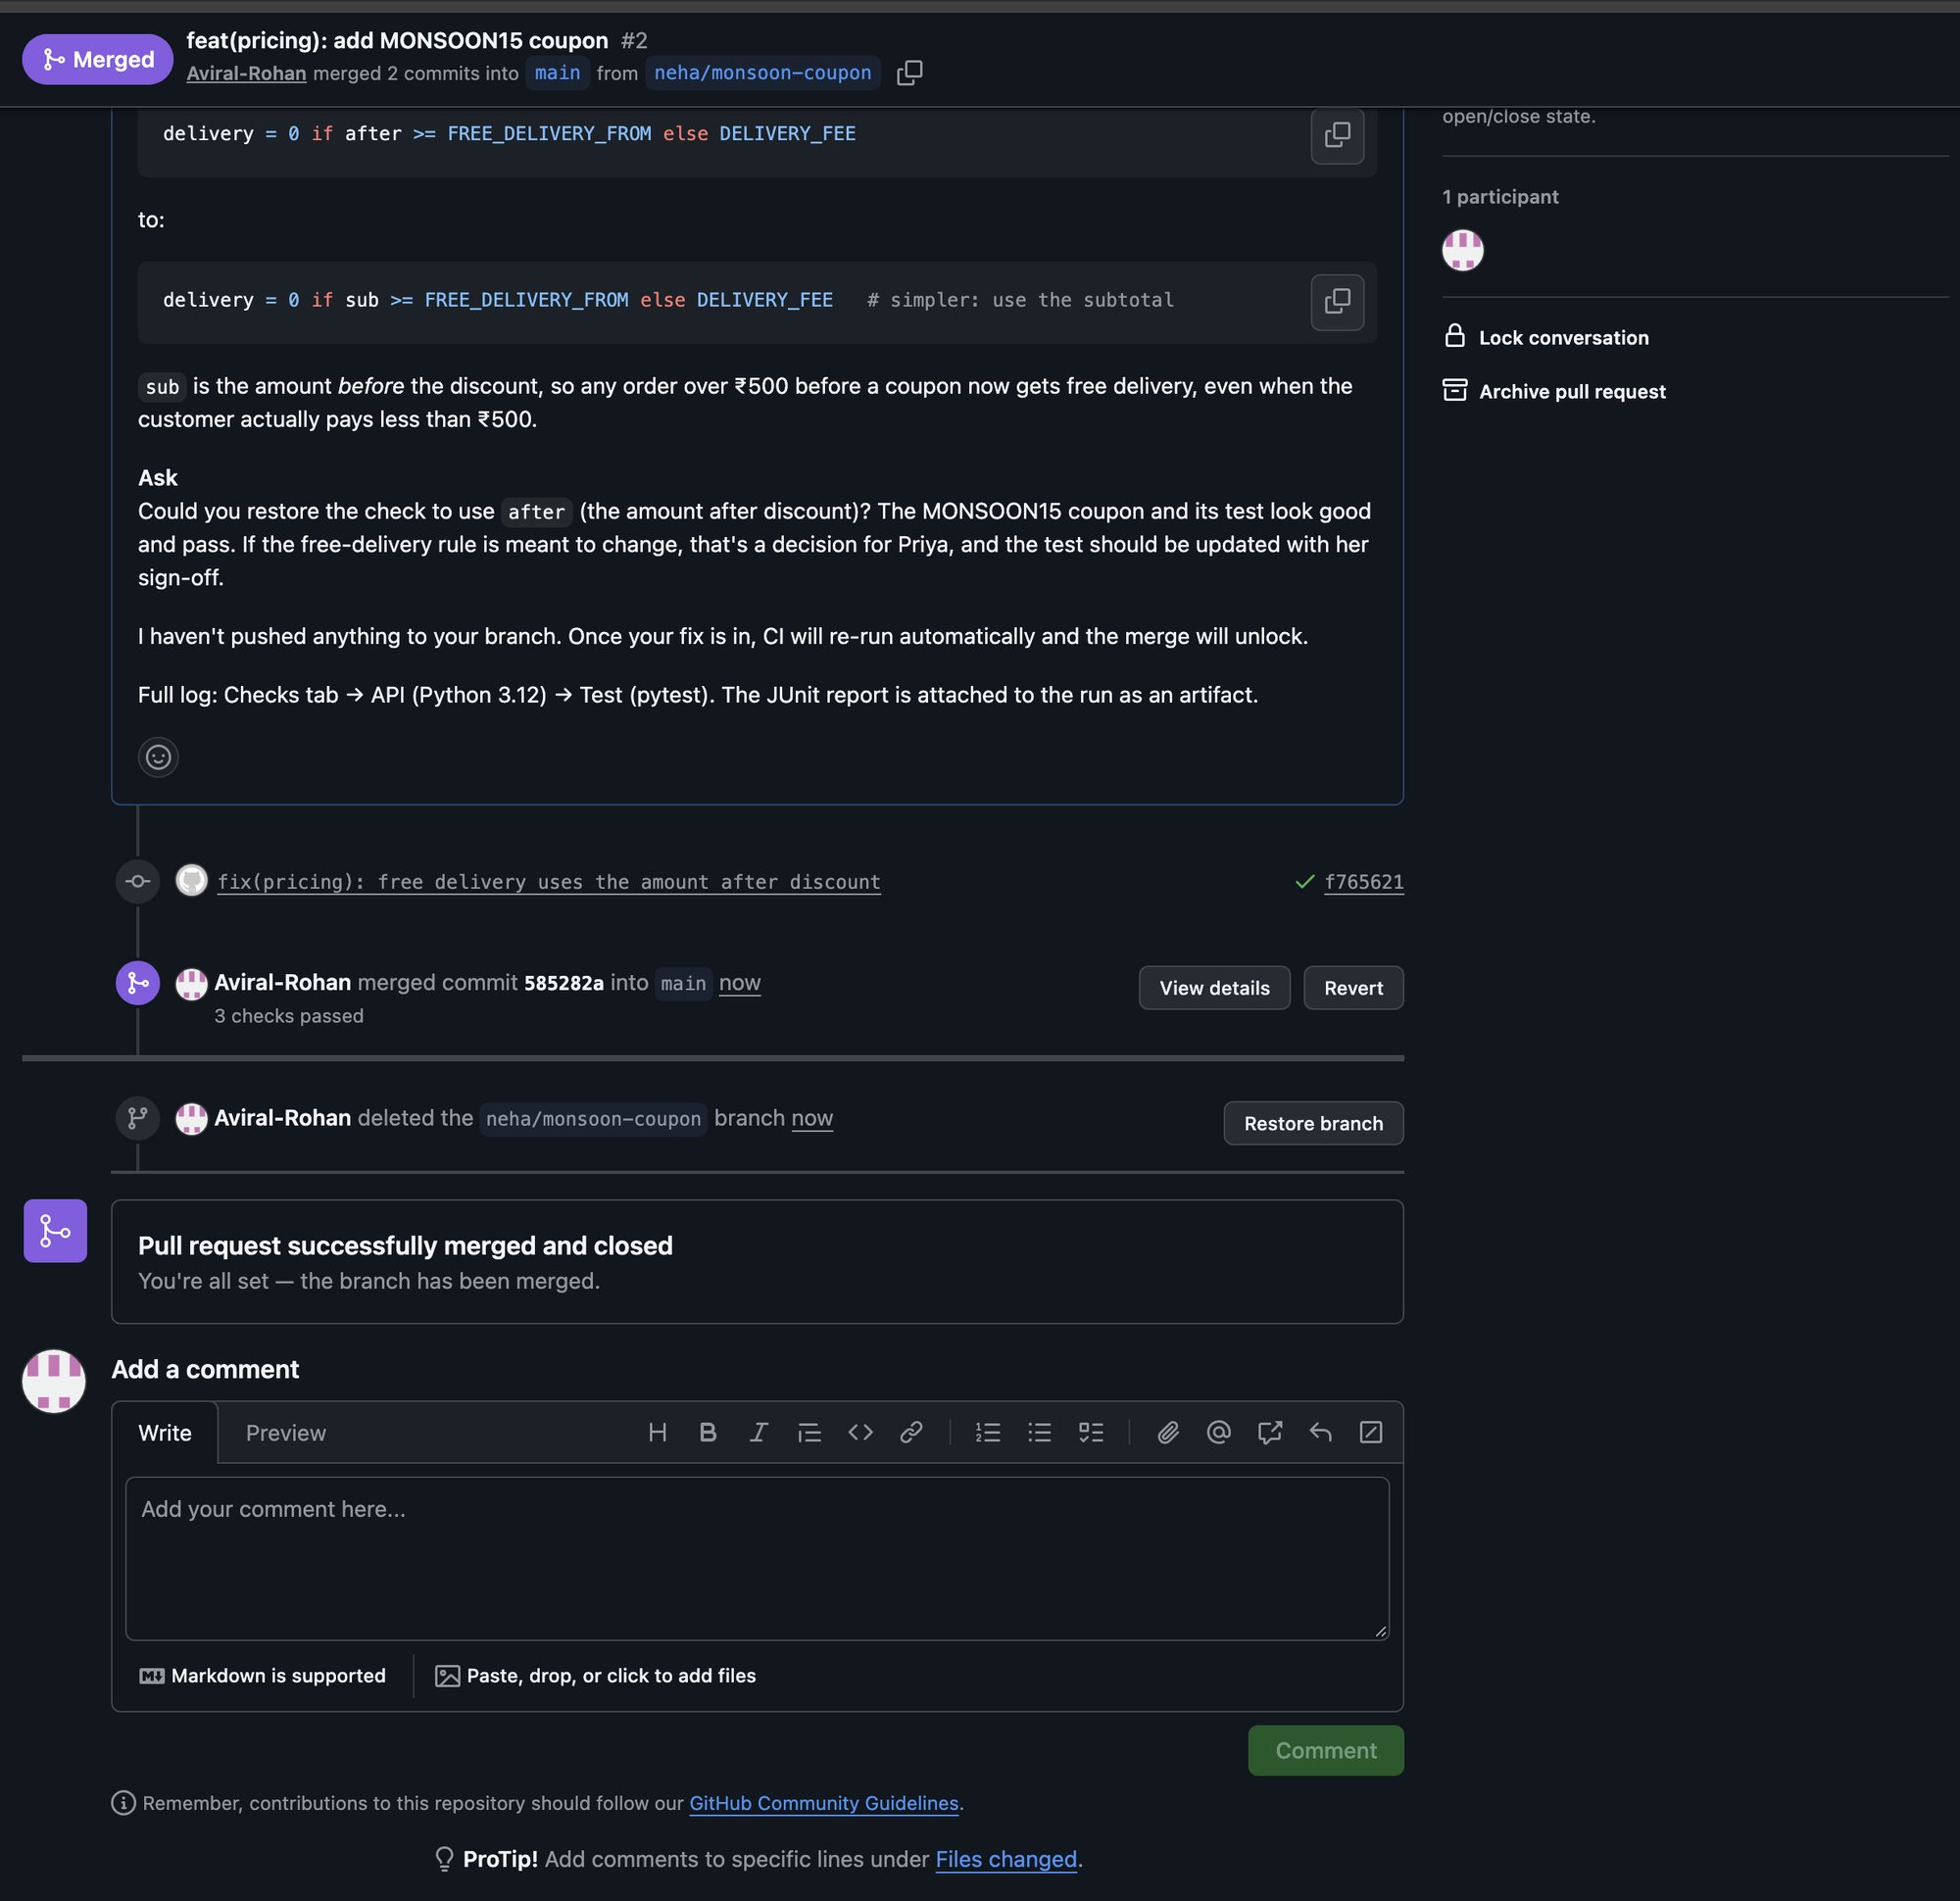 Merged
feat(pricing): add MONSOON15 coupon #2
Aviral-Rohan merged 2 commits into main from neha/monsoon-coupon
delivery = 0 if after >= FREE_DELIVERY_FROM else DELIVERY_FEE
to:
delivery = 0 if sub >= FREE_DELIVERY_FROM else DELIVERY_FEE   # simpler: use the subtotal
sub is the amount before the discount, so any order over ₹500 before a coupon now gets free delivery, even when the
customer actually pays less than ₹500.
Ask
Could you restore the check to use after (the amount after discount)? The MONSOON15 coupon and its test look good
and pass. If the free-delivery rule is meant to change, that's a decision for Priya, and the test should be updated with her
sign-off.
I haven't pushed anything to your branch. Once your fix is in, CI will re-run automatically and the merge will unlock.
Full log: Checks tab → API (Python 3.12) → Test (pytest). The JUnit report is attached to the run as an artifact.
fix(pricing): free delivery uses the amount after discount
f765621
Aviral-Rohan merged commit 585282a into main now
3 checks passed
View details
Revert
Aviral-Rohan deleted the neha/monsoon-coupon branch now
Restore branch
Pull request successfully merged and closed
You're all set — the branch has been merged.
Add a comment
Write
Preview
Add your comment here...
Markdown is supported
Paste, drop, or click to add files
Comment
Remember, contributions to this repository should follow our GitHub Community Guidelines.
ProTip! Add comments to specific lines under Files changed.
open/close state.
1 participant
Lock conversation
Archive pull request